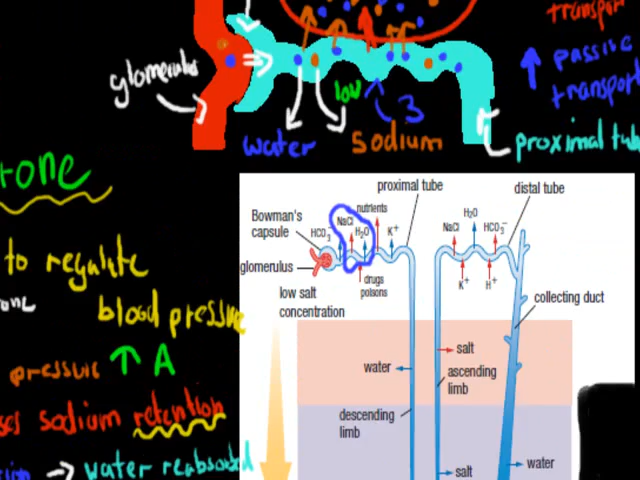 transport
passive
transport
glomerulus
low
3
water
sodium
proximal tub
rone
to regulate
blood pressure
pressure ↑ A
ses sodium retention
→ water reabsorbed
proximal tube
distal tube
nutrients
Bowman's
capsule
HCO3-
NaCl
H2O
K+
NaCl
H2O
HCO3-
glomerulus
drugs
poisons
K+
H+
low salt
concentration
collecting duct
water
salt
ascending
limb
descending
limb
salt
water